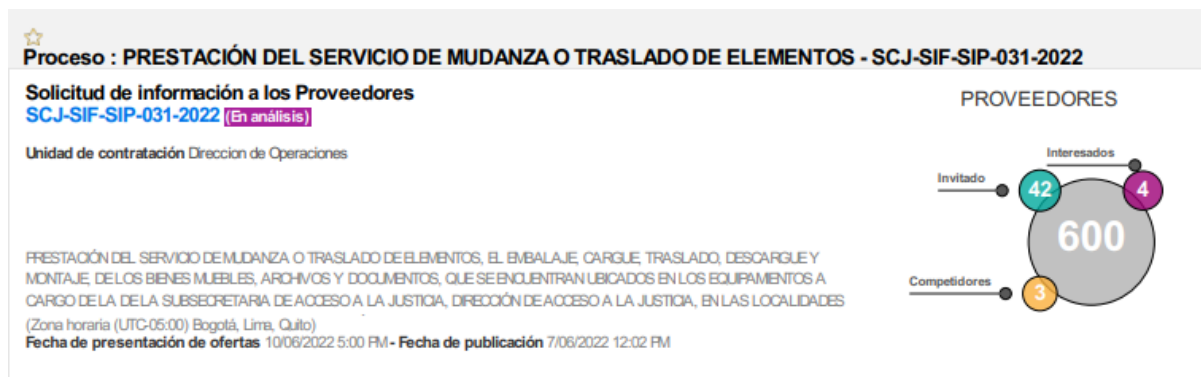 Proceso : PRESTACIÓN DEL SERVICIO DE MUDANZA O TRASLADO DE ELEMENTOS - SCJ-SIF-SIP-031-2022
Solicitud de información a los Proveedores
SCJ-SIF-SIP-031-2022 (En análisis)
Unidad de contratación Direccion de Operaciones
PRESTACIÓN DEL SERVICIO DE MUDANZA O TRASLADO DE ELEMENTOS, EL EMBALAJE, CARGUE, TRASLADO, DESCARGUE Y
MONTAJE, DE LOS BIENES MUEBLES, ARCHIVOS Y DOCUMENTOS, QUE SE ENCUENTRAN UBICADOS EN LOS EQUIPAMIENTOS A
CARGO DE LA DE LA SUBSECRETARIA DE ACCESO A LA JUSTICIA, DIRECCIÓN DE ACCESO A LA JUSTICIA, EN LAS LOCALIDADES
(Zona horaria (UTC-05:00) Bogotá, Lima, Quito)
Fecha de presentación de ofertas 10/06/2022 5:00 PM - Fecha de publicación 7/06/2022 12:02 PM
PROVEEDORES
Interesados
4
Invitado
42
600
Competidores
3